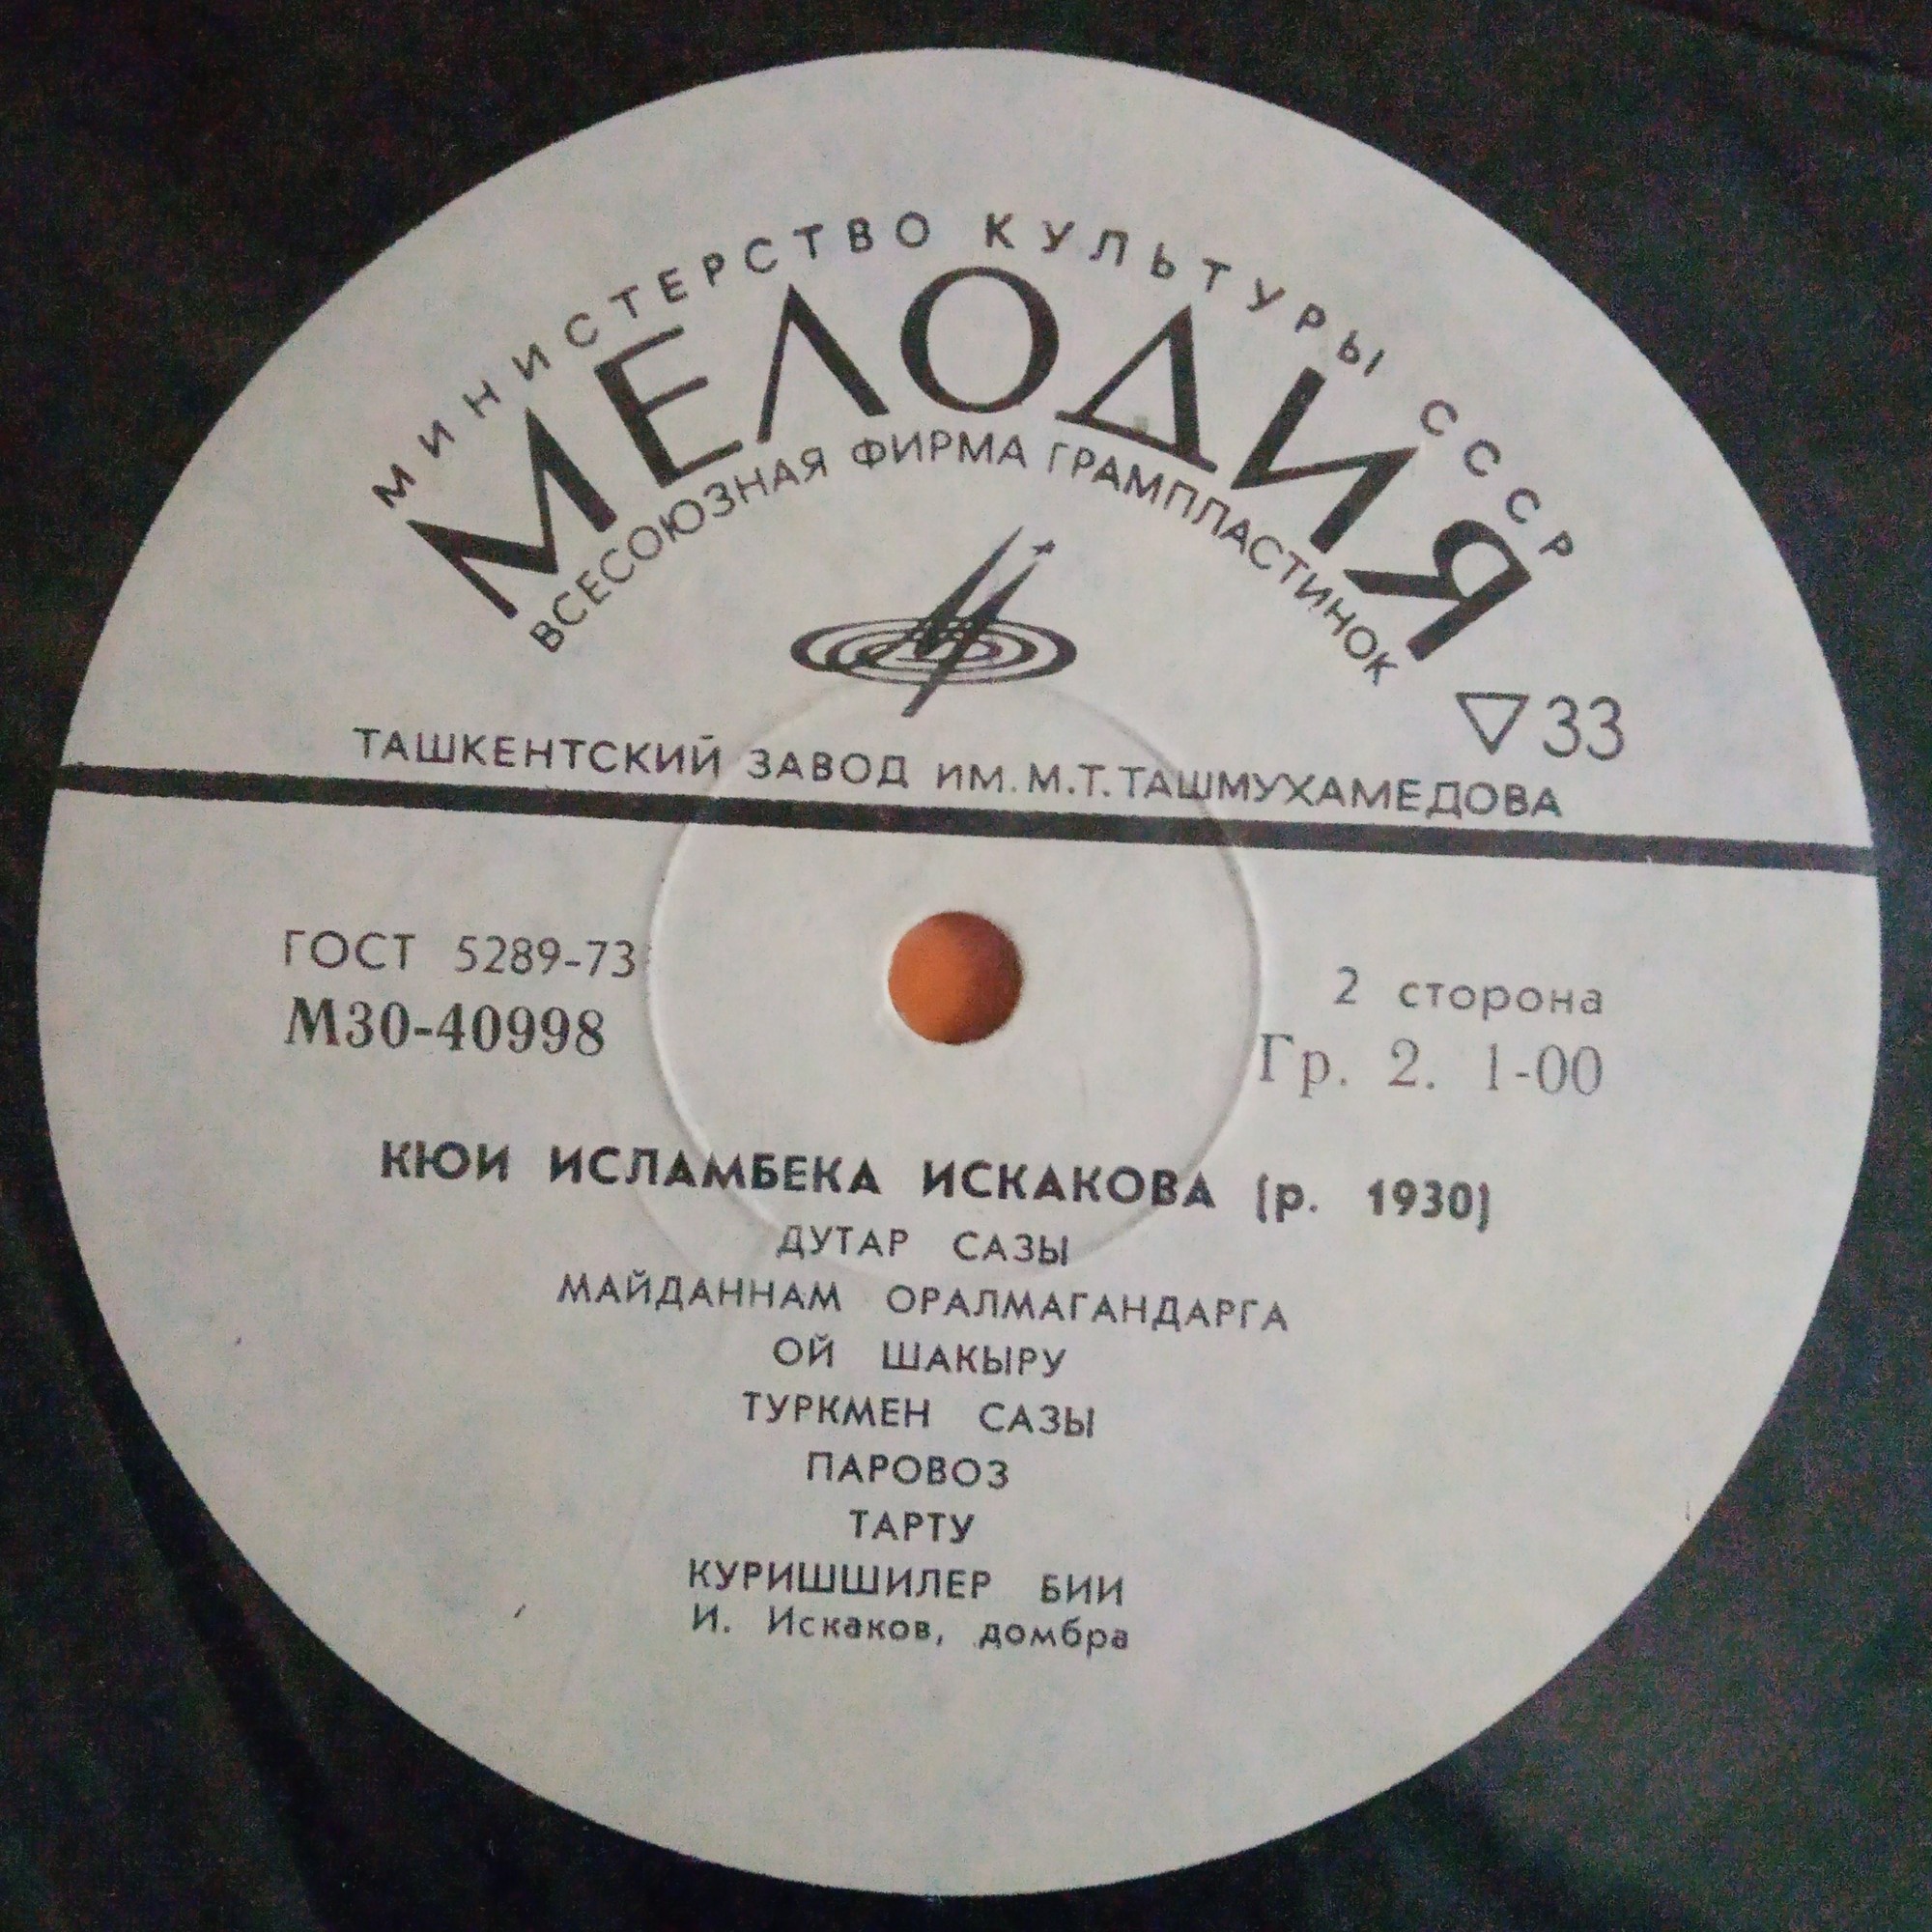 МИНИСТЕРСТВО КУЛЬТУРЫ СССР
МЕЛОДИЯ
ВСЕСОЮЗНАЯ ФИРМА ГРАМПЛАСТИНОК
33
ТАШКЕНТСКИЙ ЗАВОД ИМ. М.Т. ТАШМУХАМЕДОВА
ГОСТ 5289-73
М30-40998
2 сторона
Гр. 2. 1-00
КЮИ ИСЛАМБЕКА ИСКАКОВА (р. 1930)
ДУТАР САЗЫ
МАЙДАННАМ ОРАЛМАГАНДАРГА
ОЙ ШАКЫРУ
ТУРКМЕН САЗЫ
ПАРОВОЗ
ТАРТУ
КУРИШШИЛЕР БИИ
И. Искаков, домбра